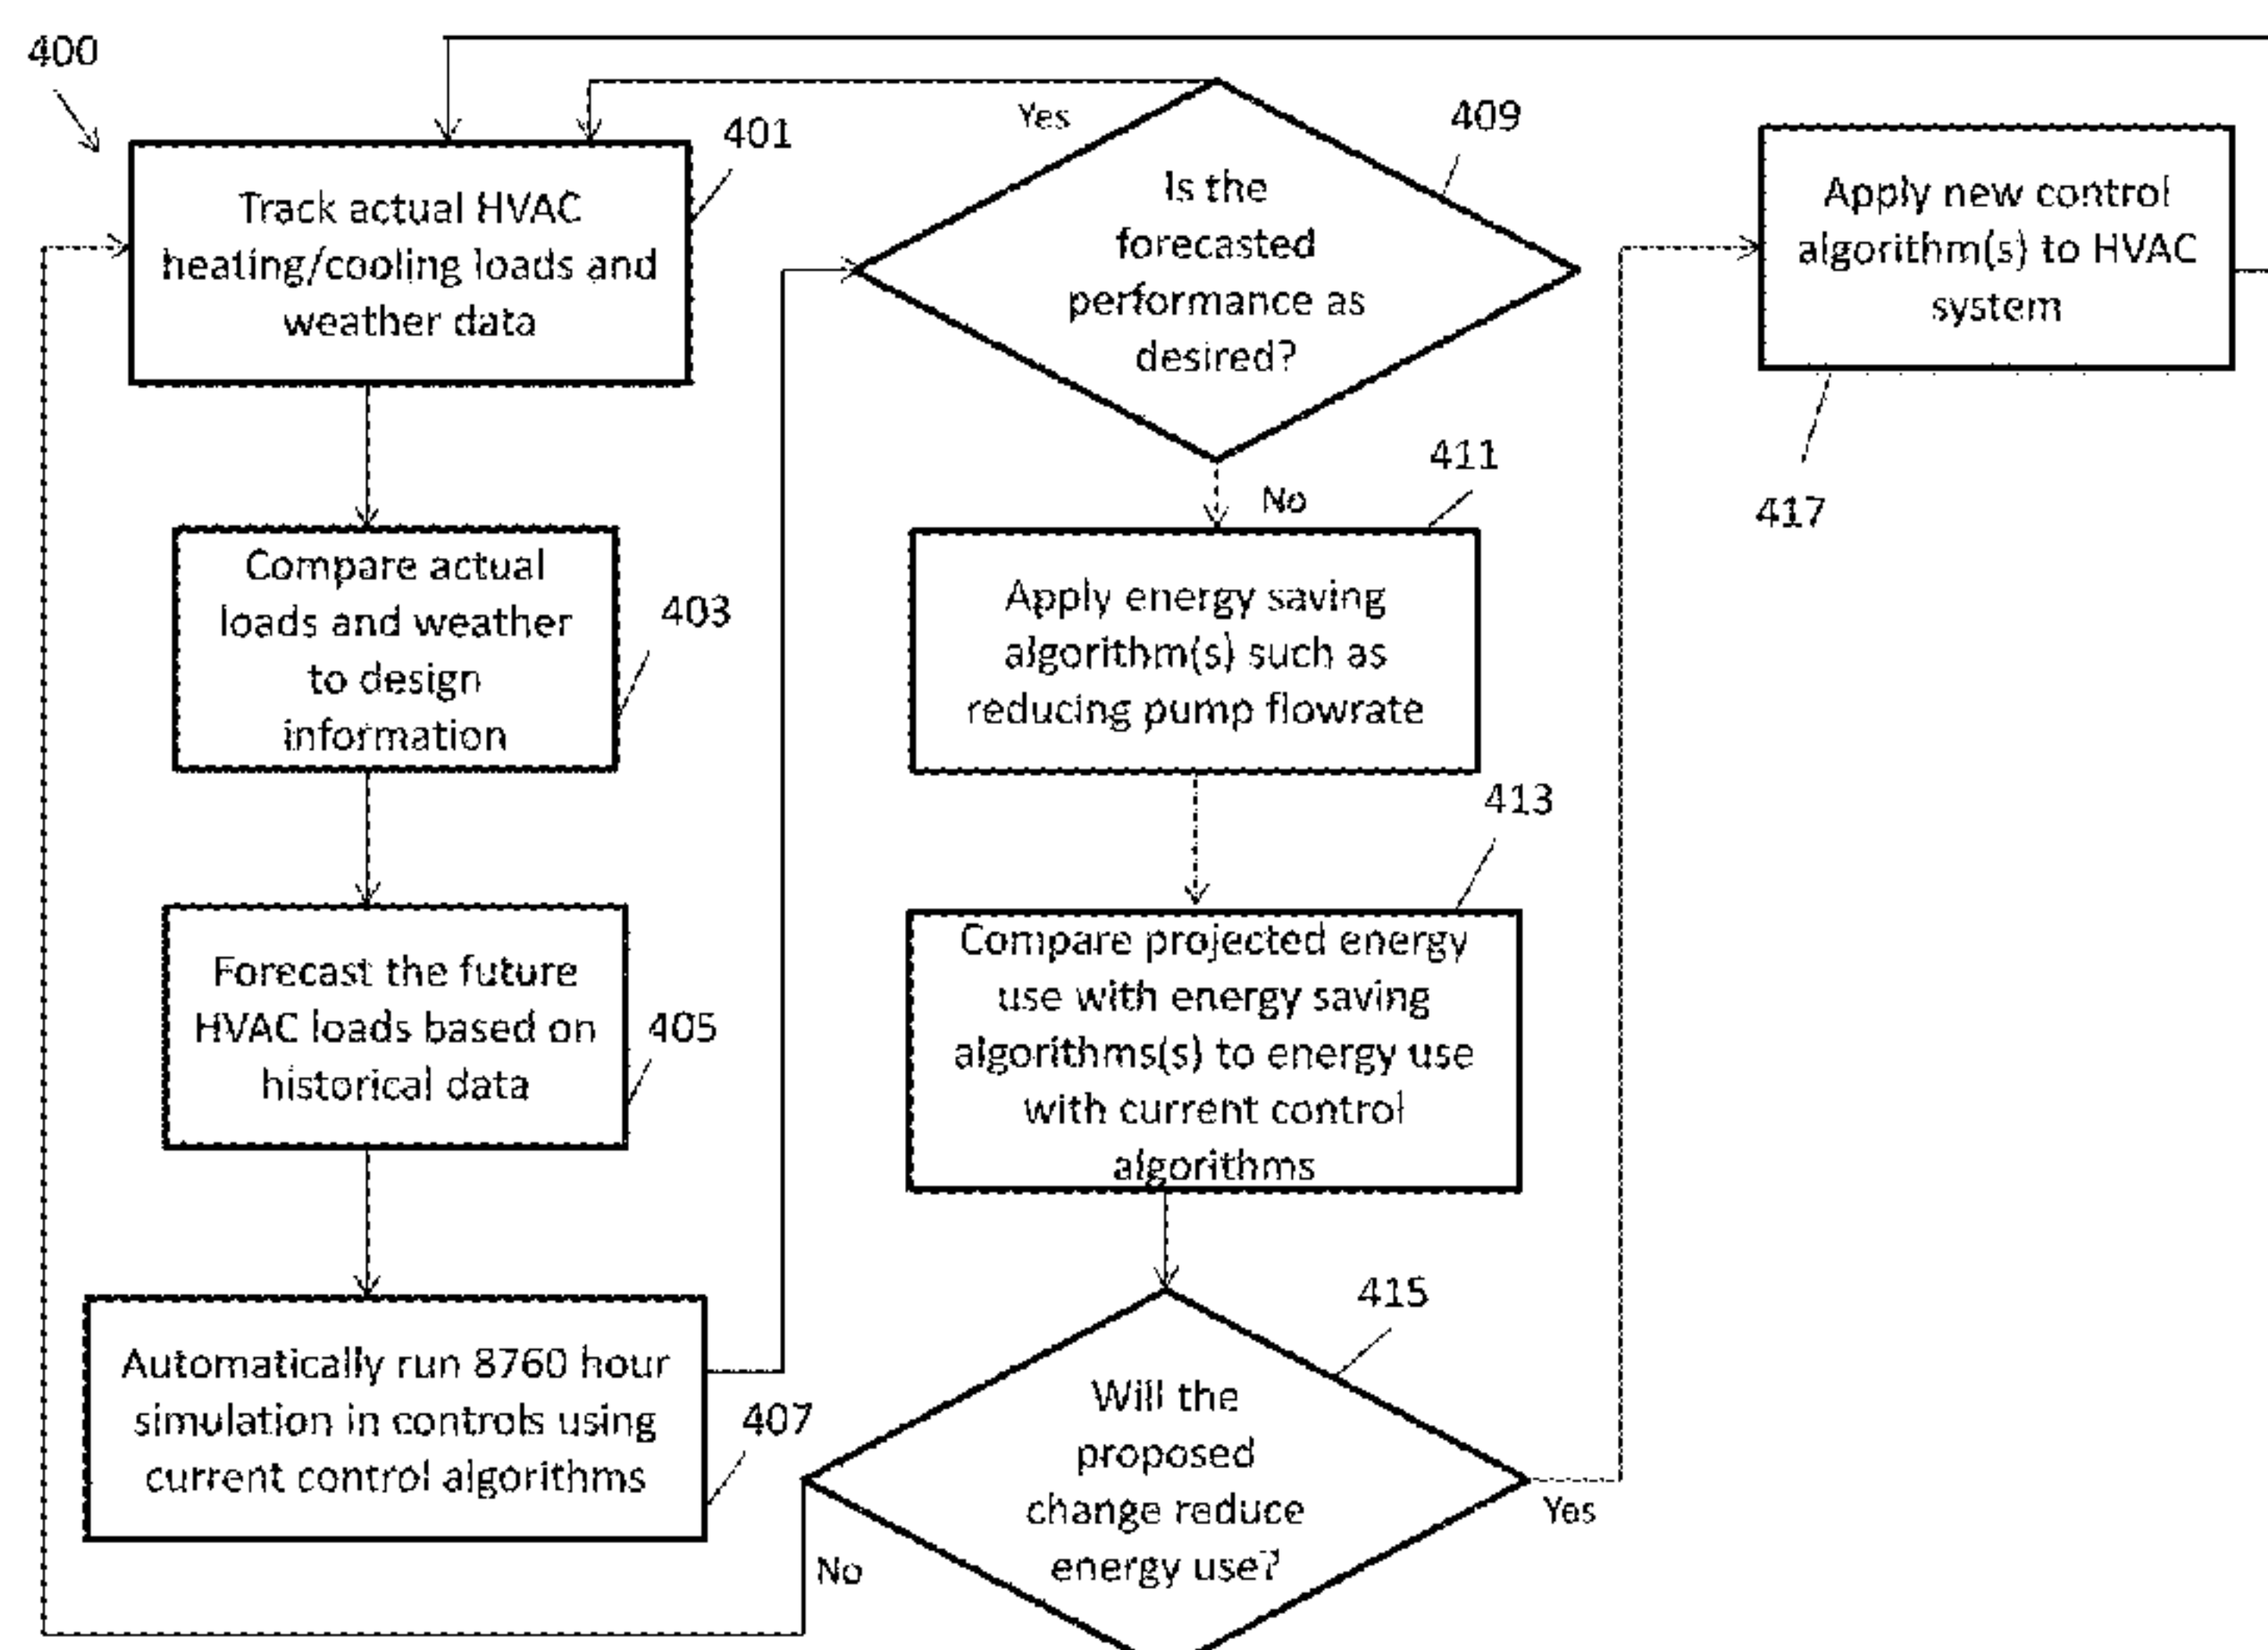 400
401
Track actual HVAC
heating/cooling loads and
weather data
403
Compare actual
loads and weather
to design
information
405
Forecast the future
HVAC loads based on
historical data
407
Automatically run 8760 hour
simulation in controls using
current control algorithms
Yes
409
Is the
forecasted
performance as
desired?
No
411
Apply energy saving
algorithm(s) such as
reducing pump flowrate
413
Compare projected energy
use with energy saving
algorithms(s) to energy use
with current control
algorithms
415
Will the
proposed
change reduce
energy use?
No
Yes
Apply new control
algorithm(s) to HVAC
system
417